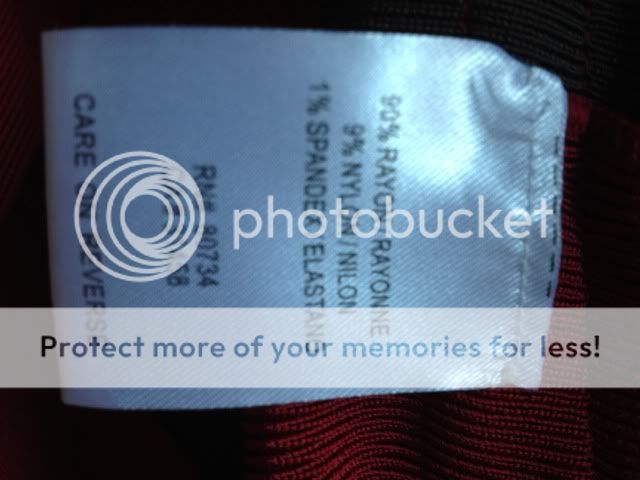 90% RAYON / RAYONNE
9% NYLON / NILON
1% SPANDEX / ELASTANE
RN# 80734
CARE ON REVERSE
photobucket
Protect more of your memories for less!